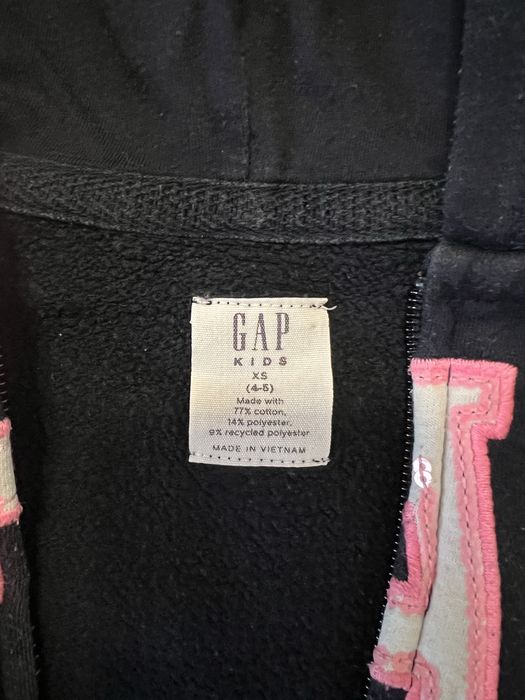 GAP
KIDS
XS
(4-5)
Made with
77% cotton,
14% polyester,
9% recycled polyester
MADE IN VIETNAM